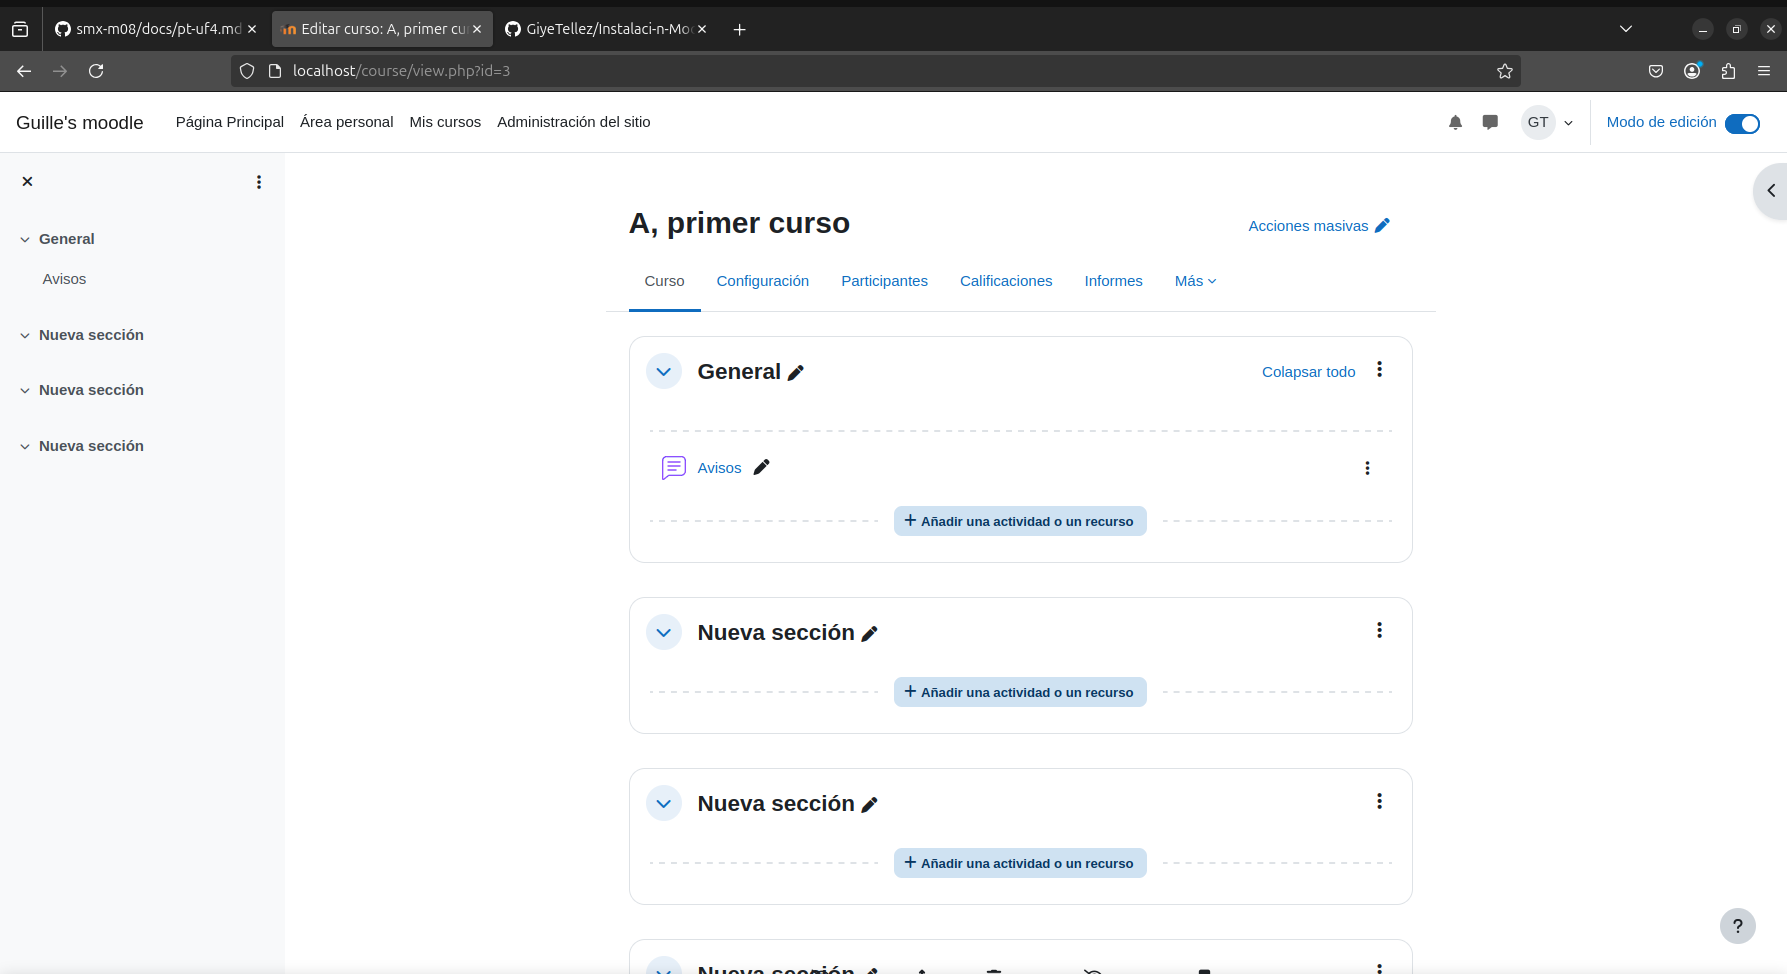 smx-m08/docs/pt-uf4.md
Editar curso: A, primer cu
GiyeTellez/Instalaci-n-Moo
localhost/course/view.php?id=3
Guille's moodle
Página Principal
Área personal
Mis cursos
Administración del sitio
GT
Modo de edición
General
Avisos
Nueva sección
Nueva sección
Nueva sección
A, primer curso
Acciones masivas
Curso
Configuración
Participantes
Calificaciones
Informes
Más
General
Colapsar todo
Avisos
+ Añadir una actividad o un recurso
Nueva sección
+ Añadir una actividad o un recurso
Nueva sección
+ Añadir una actividad o un recurso
Nueva sección
?